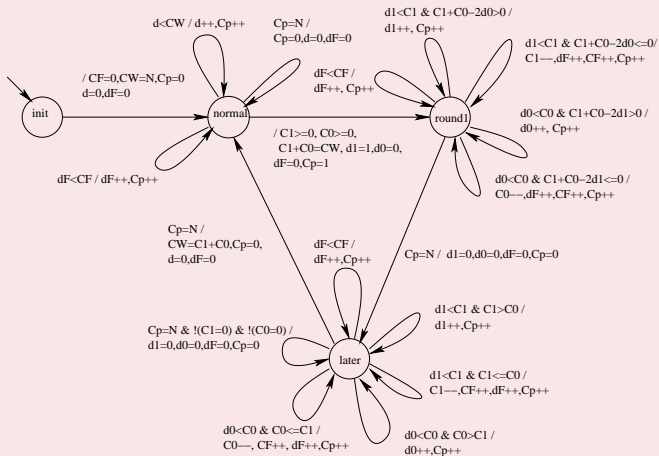 d<CW / d++,Cp++
Cp=N /
Cp=0,d=0,dF=0
d1<C1 & C1+C0-2d0>0 /
d1++, Cp++
d1<C1 & C1+C0-2d0<=0/
C1--,dF++,CF++,Cp++
/ CF=0,CW=N,Cp=0
d=0,dF=0
dF<CF /
dF++, Cp++
init
normal
round1
d0<C0 & C1+C0-2d1>0 /
d0++, Cp++
/ C1>=0, C0>=0,
C1+C0=CW, d1=1,d0=0,
dF=0,Cp=1
dF<CF / dF++,Cp++
d0<C0 & C1+C0-2d1<=0 /
C0--,dF++,CF++,Cp++
Cp=N /
CW=C1+C0,Cp=0,
d=0,dF=0
dF<CF /
dF++,Cp++
Cp=N / d1=0,d0=0,dF=0,Cp=0
d1<C1 & C1>C0 /
d1++,Cp++
Cp=N & !(C1=0) & !(C0=0) /
d1=0,d0=0,dF=0,Cp=0
later
d1<C1 & C1<=C0 /
C1--,CF++,dF++,Cp++
d0<C0 & C0<=C1 /
C0--, CF++, dF++,Cp++
d0<C0 & C0>C1 /
d0++,Cp++